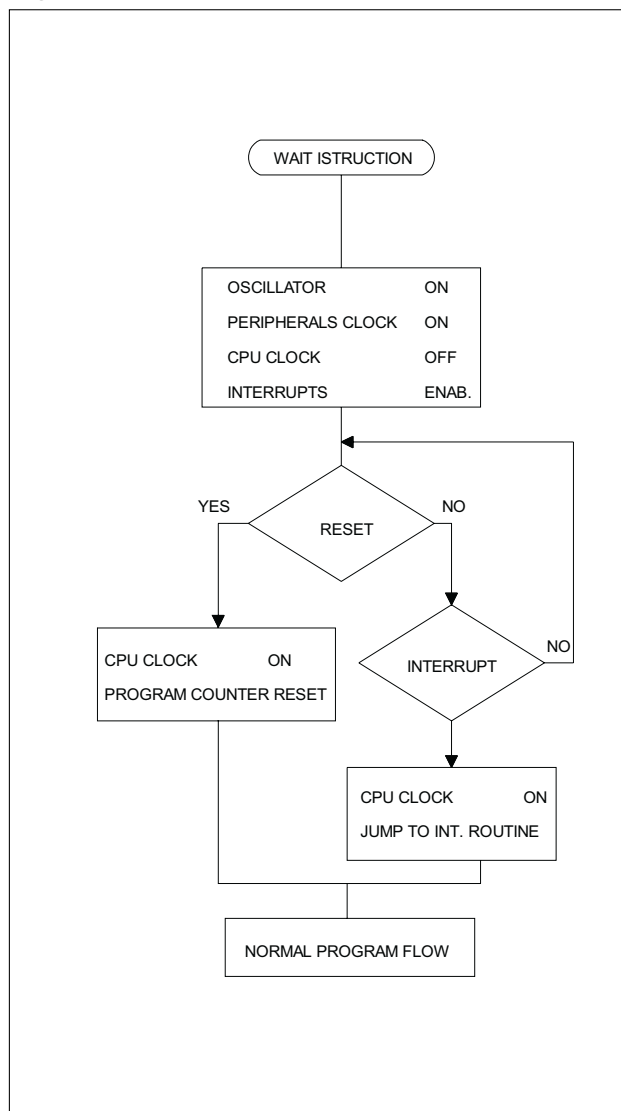 WAIT ISTRUCTION
OSCILLATOR ON
PERIPHERALS CLOCK ON
CPU CLOCK OFF
INTERRUPTS ENAB.
YES
NO
RESET
CPU CLOCK ON
PROGRAM COUNTER RESET
NO
INTERRUPT
CPU CLOCK ON
JUMP TO INT. ROUTINE
NORMAL PROGRAM FLOW